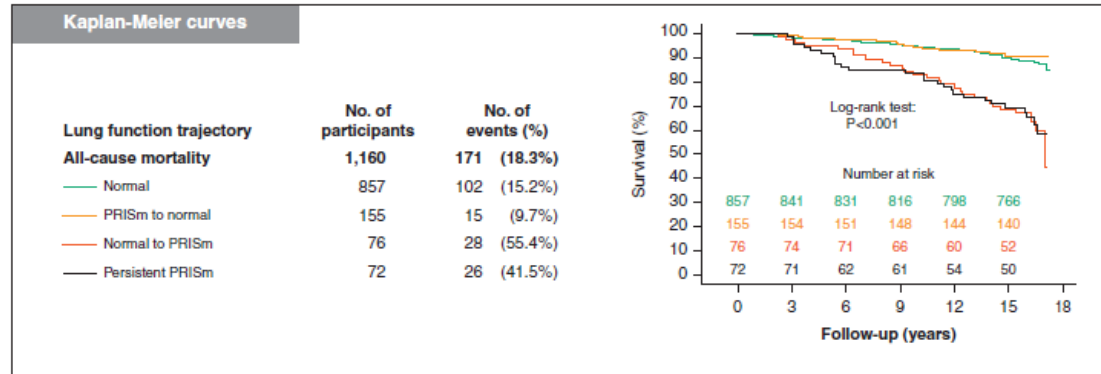 Kaplan-Meler curves
Lung function trajectory No. of participants No. of events (%)
All-cause mortality 1,160 171 (18.3%)
Normal 857 102 (15.2%)
PRISm to normal 155 15 (9.7%)
Normal to PRISm 76 28 (55.4%)
Persistent PRISm 72 26 (41.5%)
Survival (%)
100
90
80
70
60
50
40
30
20
10
0
Log-rank test:
P<0.001
Number at risk
857 841 831 816 798 766
155 154 151 148 144 140
76 74 71 66 60 52
72 71 62 61 54 50
0 3 6 9 12 15 18
Follow-up (years)